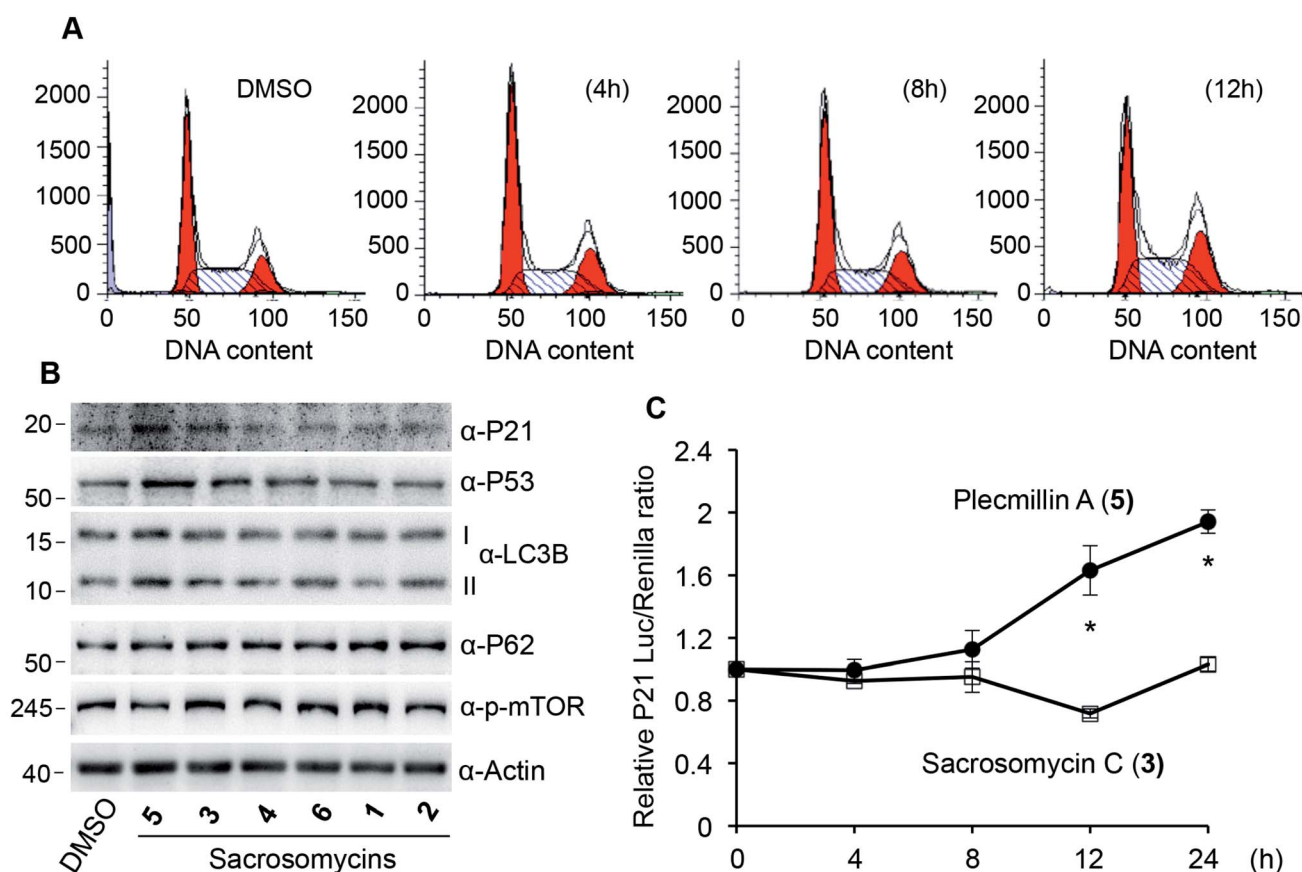 A
DMSO
(4h)
(8h)
(12h)
2000
1500
1000
500
0
2000
1500
1000
500
0
2000
1500
1000
500
0
2000
1500
1000
500
0
0 50 100 150
0 50 100 150
0 50 100 150
0 50 100 150
DNA content
DNA content
DNA content
DNA content
B
20
α-P21
50
α-P53
15
10
I
α-LC3B
II
50
α-P62
245
α-p-mTOR
40
α-Actin
DMSO 5 3 4 6 1 2
Sacrosomycins
C
Relative P21 Luc/Renilla ratio
2.4
2
1.6
1.2
0.8
0.4
0
Plecmillin A (5)
*
*
Sacrosomycin C (3)
0 4 8 12 24 (h)